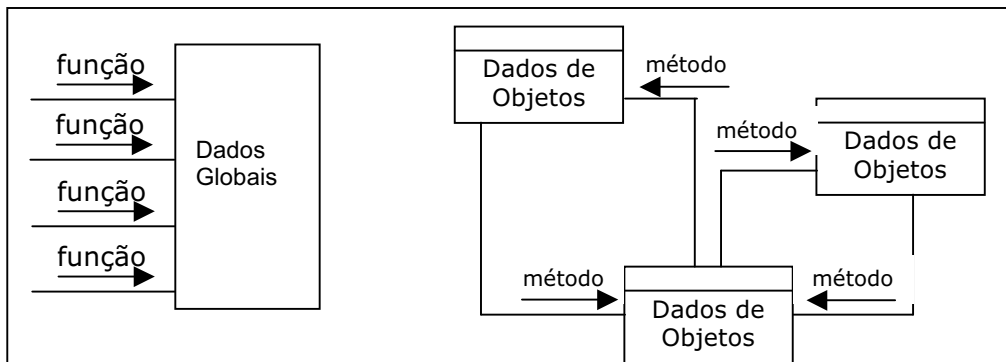 função
função
função
função
Dados
Globais
Dados de
Objetos
método
método
Dados de
Objetos
método
método
Dados de
Objetos